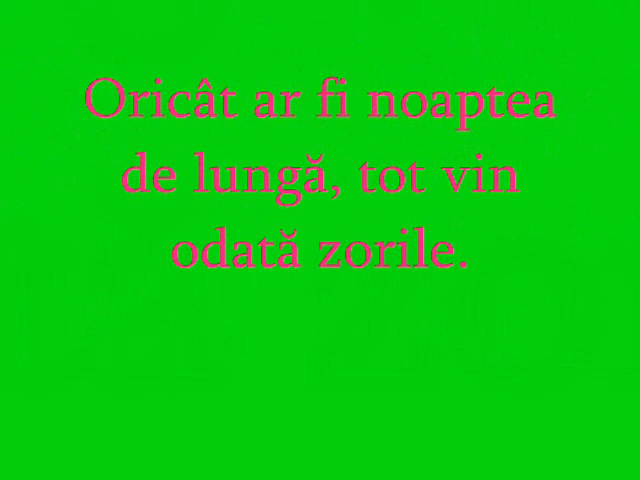 Oricât ar fi noaptea
de lungă, tot vin
odată zorile.